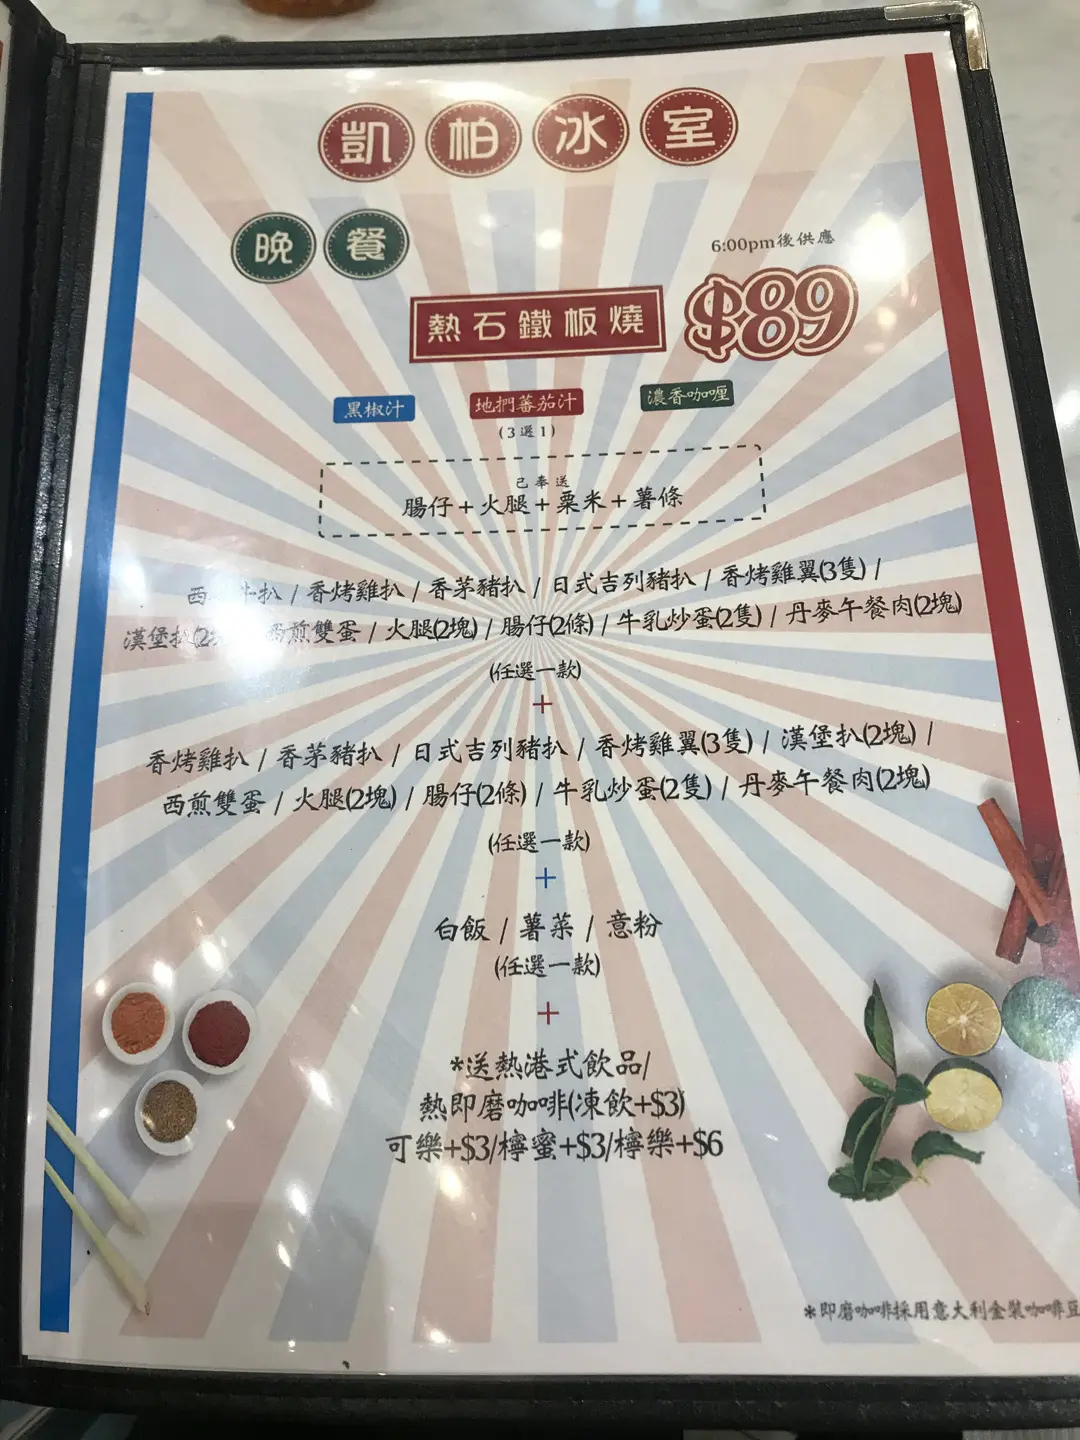 凱柏冰室
晚餐
6:00pm後供應
熱石鐵板燒
$89
黑椒汁
地捫蕃茄汁
濃香咖喱
(3選1)
已奉送
腸仔+火腿+粟米+薯條
西 牛扒 / 香烤雞扒 / 香茅豬扒 / 日式吉列豬扒 / 香烤雞翼(3隻) /
漢堡扒(2 西煎雙蛋 / 火腿(2塊) / 腸仔(2條) / 牛乳炒蛋(2隻) / 丹麥午餐肉(2塊)
(任選一款)
+
香烤雞扒 / 香茅豬扒 / 日式吉列豬扒 / 香烤雞翼(3隻) / 漢堡扒(2塊) /
西煎雙蛋 / 火腿(2塊) / 腸仔(2條) / 牛乳炒蛋(2隻) / 丹麥午餐肉(2塊)
(任選一款)
+
白飯 / 薯菜 / 意粉
(任選一款)
+
*送熱港式飲品/
熱即磨咖啡(凍飲+$3)
可樂+$3/檸蜜+$3/檸樂+$6
*即磨咖啡採用意大利金裝咖啡豆